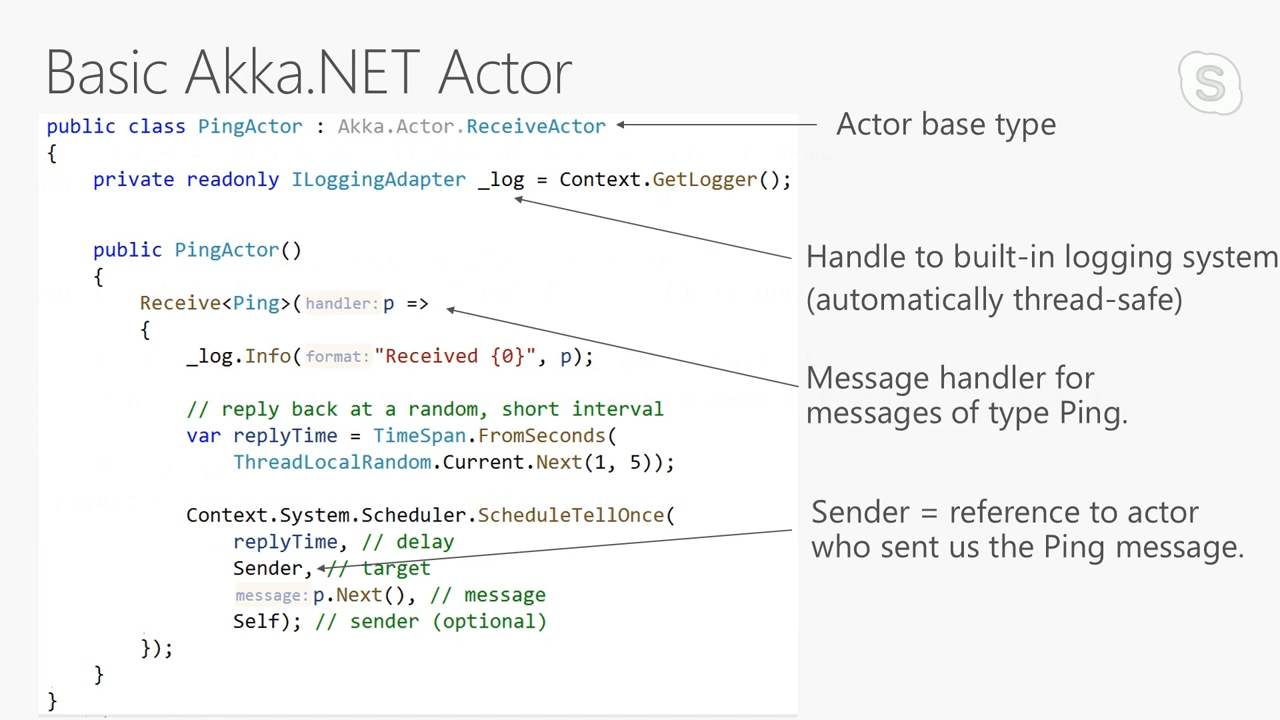 Basic Akka.NET Actor
S
public class PingActor : Akka.Actor.ReceiveActor
{
private readonly ILoggingAdapter _log = Context.GetLogger();
public PingActor()
{
Receive<Ping>(handler: p =>
{
_log.Info(format: "Received {0}", p);
// reply back at a random, short interval
var replyTime = TimeSpan.FromSeconds(
ThreadLocalRandom.Current.Next(1, 5));
Context.System.Scheduler.ScheduleTellOnce(
replyTime, // delay
Sender, // target
message: p.Next(), // message
Self); // sender (optional)
});
}
}
Actor base type
Handle to built-in logging system
(automatically thread-safe)
Message handler for
messages of type Ping.
Sender = reference to actor
who sent us the Ping message.